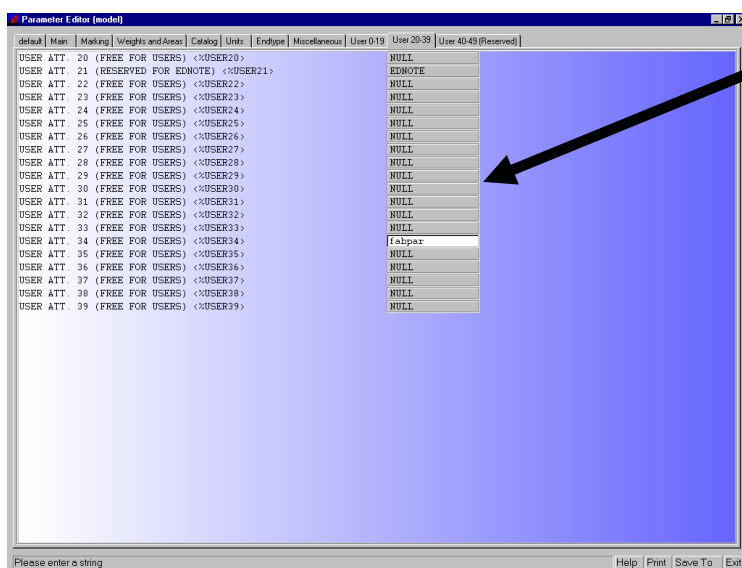 Parameter Editor (model)
default Main Marking Weights and Areas Catalog Units Endtype Miscellaneous User 0-19 User 20-39 User 40-49 (Reserved)
USER ATT. 20 (FREE FOR USERS) <%USER20> NULL
USER ATT. 21 (RESERVED FOR EDNOTE) <%USER21> EDNOTE
USER ATT. 22 (FREE FOR USERS) <%USER22> NULL
USER ATT. 23 (FREE FOR USERS) <%USER23> NULL
USER ATT. 24 (FREE FOR USERS) <%USER24> NULL
USER ATT. 25 (FREE FOR USERS) <%USER25> NULL
USER ATT. 26 (FREE FOR USERS) <%USER26> NULL
USER ATT. 27 (FREE FOR USERS) <%USER27> NULL
USER ATT. 28 (FREE FOR USERS) <%USER28> NULL
USER ATT. 29 (FREE FOR USERS) <%USER29> NULL
USER ATT. 30 (FREE FOR USERS) <%USER30> NULL
USER ATT. 31 (FREE FOR USERS) <%USER31> NULL
USER ATT. 32 (FREE FOR USERS) <%USER32> NULL
USER ATT. 33 (FREE FOR USERS) <%USER33> NULL
USER ATT. 34 (FREE FOR USERS) <%USER34> fabpar
USER ATT. 35 (FREE FOR USERS) <%USER35> NULL
USER ATT. 36 (FREE FOR USERS) <%USER36> NULL
USER ATT. 37 (FREE FOR USERS) <%USER37> NULL
USER ATT. 38 (FREE FOR USERS) <%USER38> NULL
USER ATT. 39 (FREE FOR USERS) <%USER39> NULL
Please enter a string Help Print Save To Exit